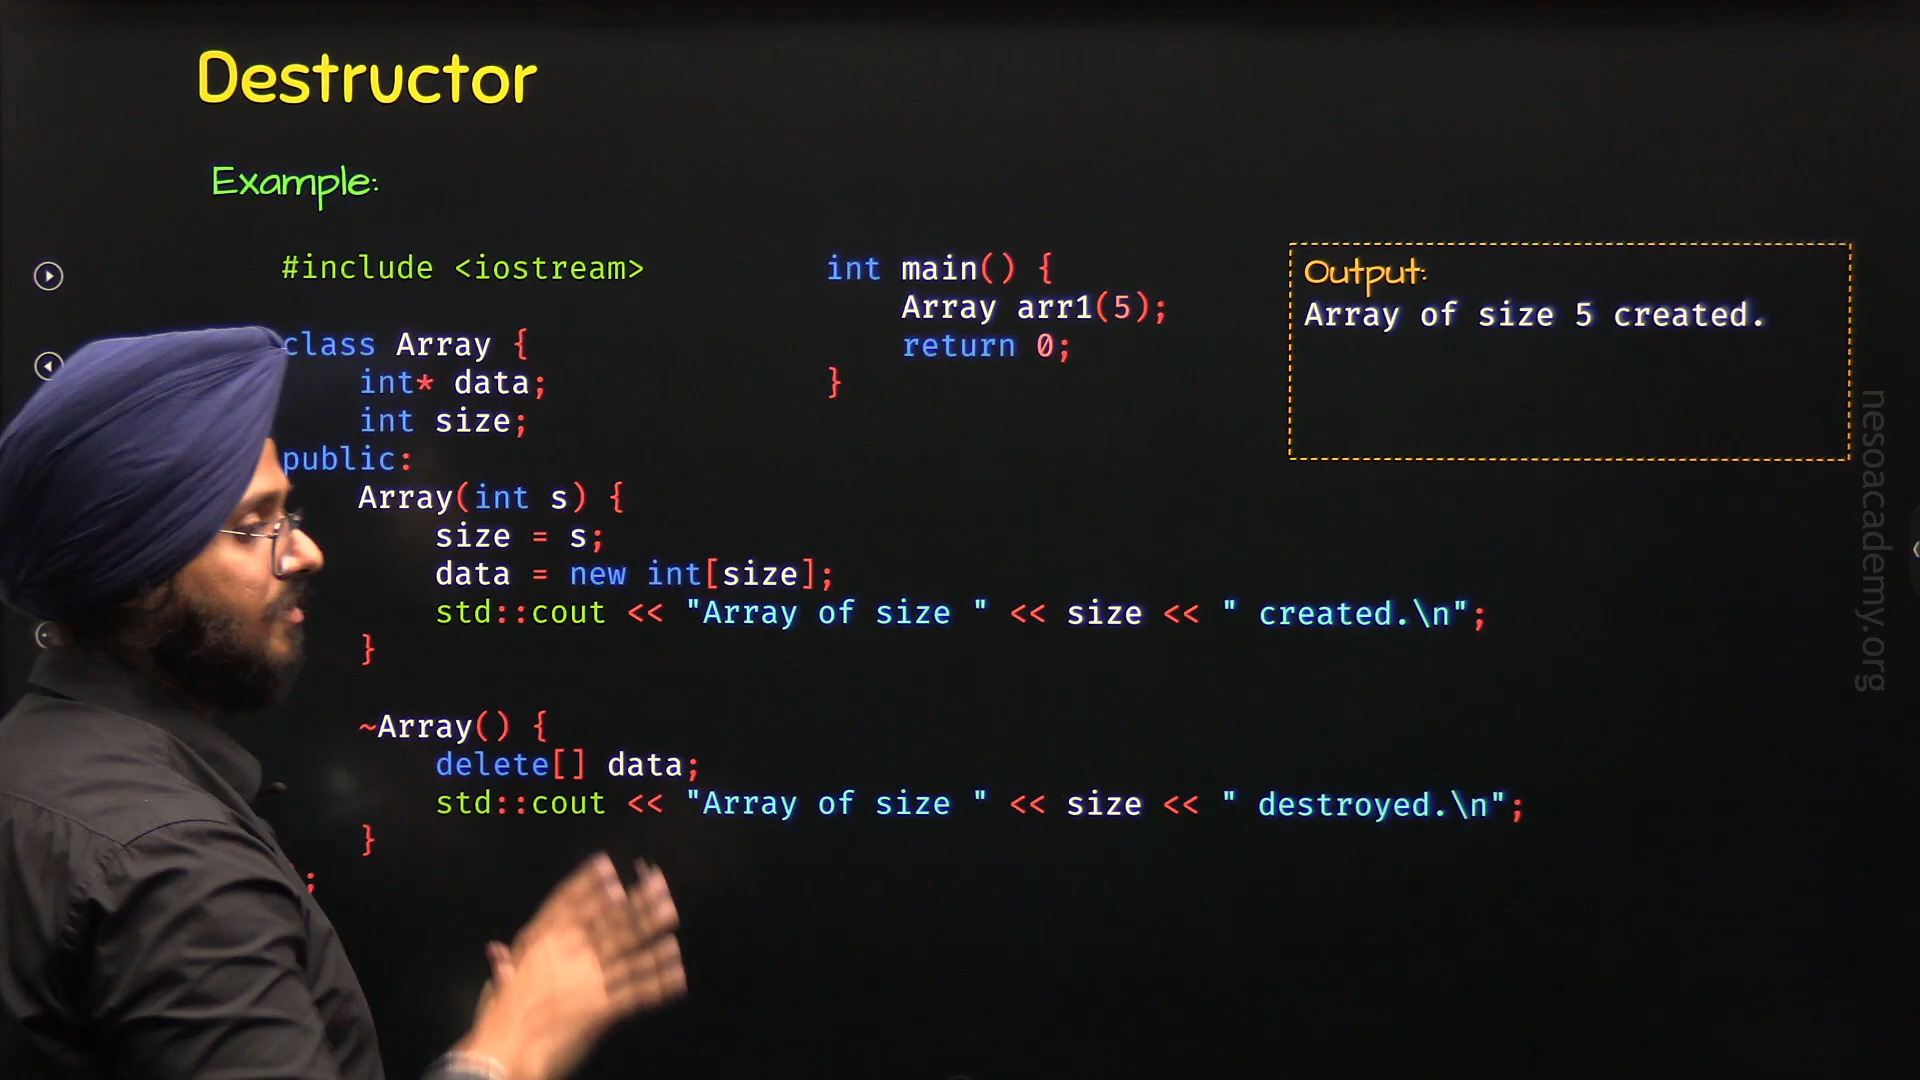 Destructor
Example:
#include <iostream>
class Array {
int* data;
int size;
public:
Array(int s) {
size = s;
data = new int[size];
std::cout << "Array of size " << size << " created.\n";
}
~Array() {
delete[] data;
std::cout << "Array of size " << size << " destroyed.\n";
}
;
int main() {
Array arr1(5);
return 0;
}
Output:
Array of size 5 created.
nesoacademy.org